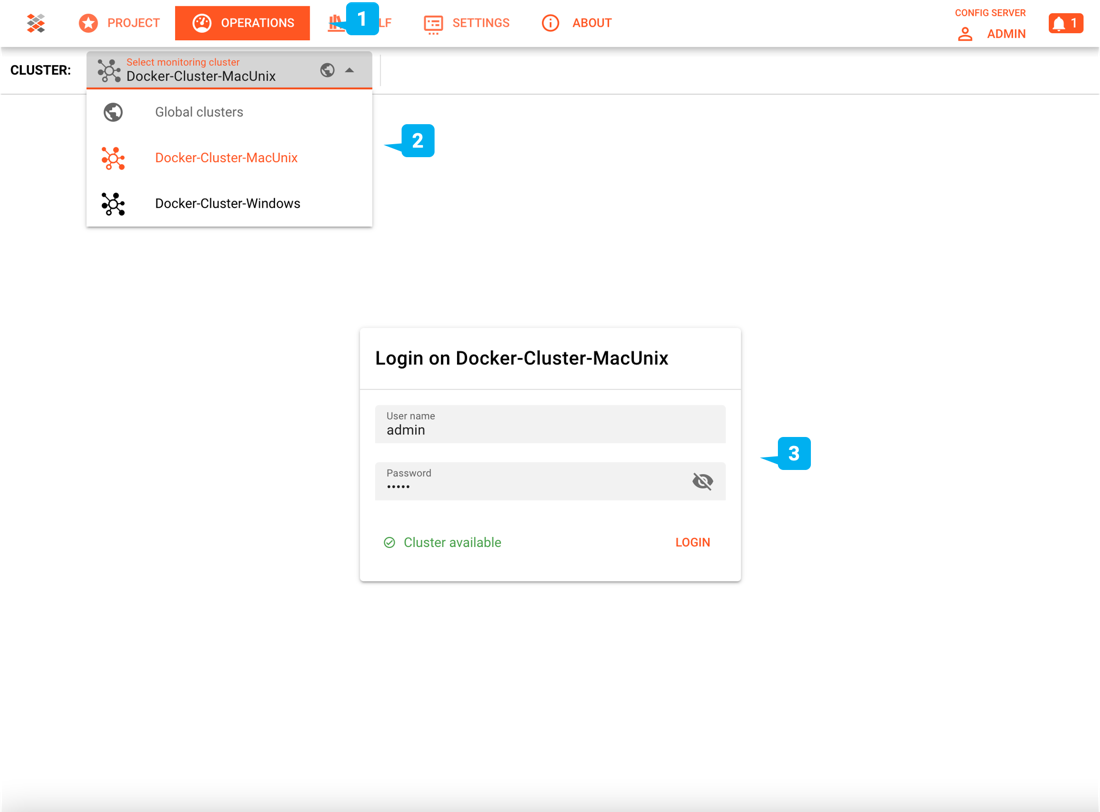 PROJECT
OPERATIONS
1
LF
SETTINGS
ABOUT
CONFIG SERVER
ADMIN
1
CLUSTER:
Select monitoring cluster
Docker-Cluster-MacUnix
Global clusters
2
Docker-Cluster-MacUnix
Docker-Cluster-Windows
Login on Docker-Cluster-MacUnix
User name
admin
3
Password
•••••
Cluster available
LOGIN